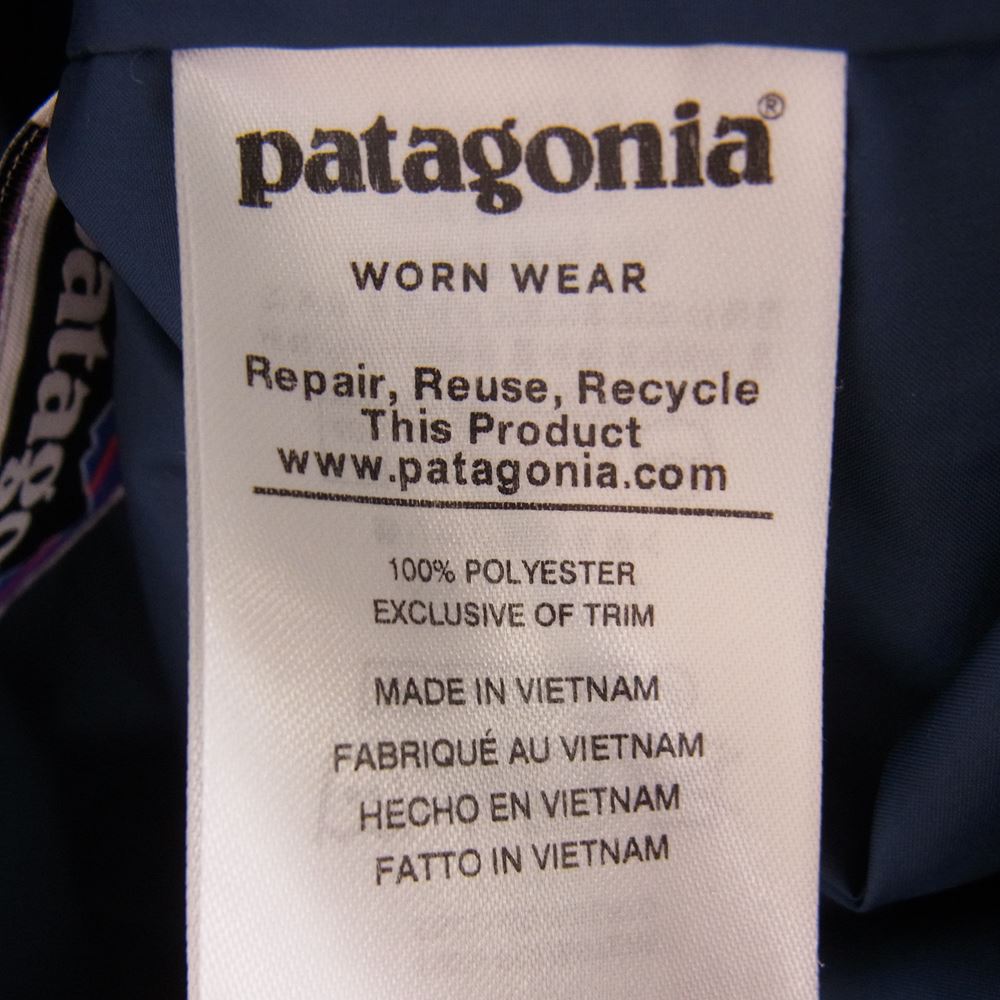 patagonia®
WORN WEAR
Repair, Reuse, Recycle
This Product
www.patagonia.com
100% POLYESTER
EXCLUSIVE OF TRIM
MADE IN VIETNAM
FABRIQUÉ AU VIETNAM
HECHO EN VIETNAM
FATTO IN VIETNAM
patago